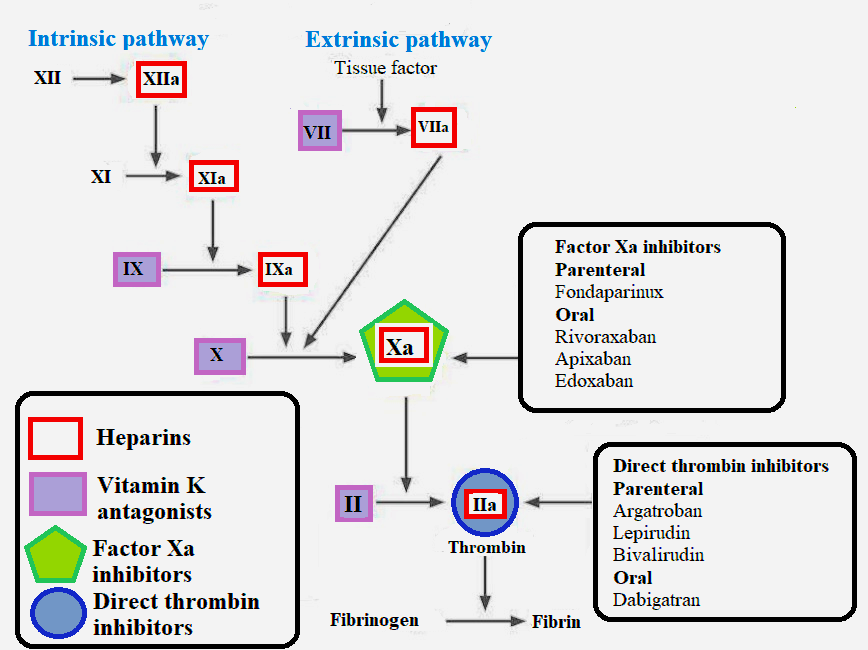 Intrinsic pathway
Extrinsic pathway
Tissue factor
XII
XIIa
VII
VIIa
XI
XIa
IX
IXa
X
Xa
Factor Xa inhibitors
Parenteral
Fondaparinux
Oral
Rivoraxaban
Apixaban
Edoxaban
Heparins
Vitamin K
antagonists
Factor Xa
inhibitors
Direct thrombin
inhibitors
II
IIa
Thrombin
Fibrinogen
Fibrin
Direct thrombin inhibitors
Parenteral
Argatroban
Lepirudin
Bivalirudin
Oral
Dabigatran